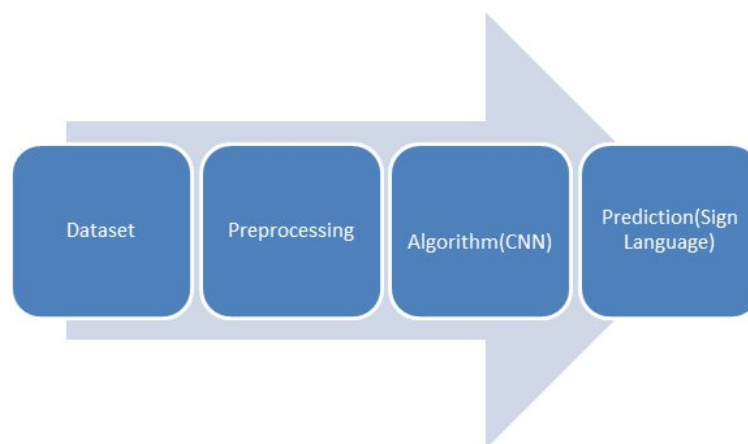 Dataset
Preprocessing
Algorithm(CNN)
Prediction(Sign
Language)